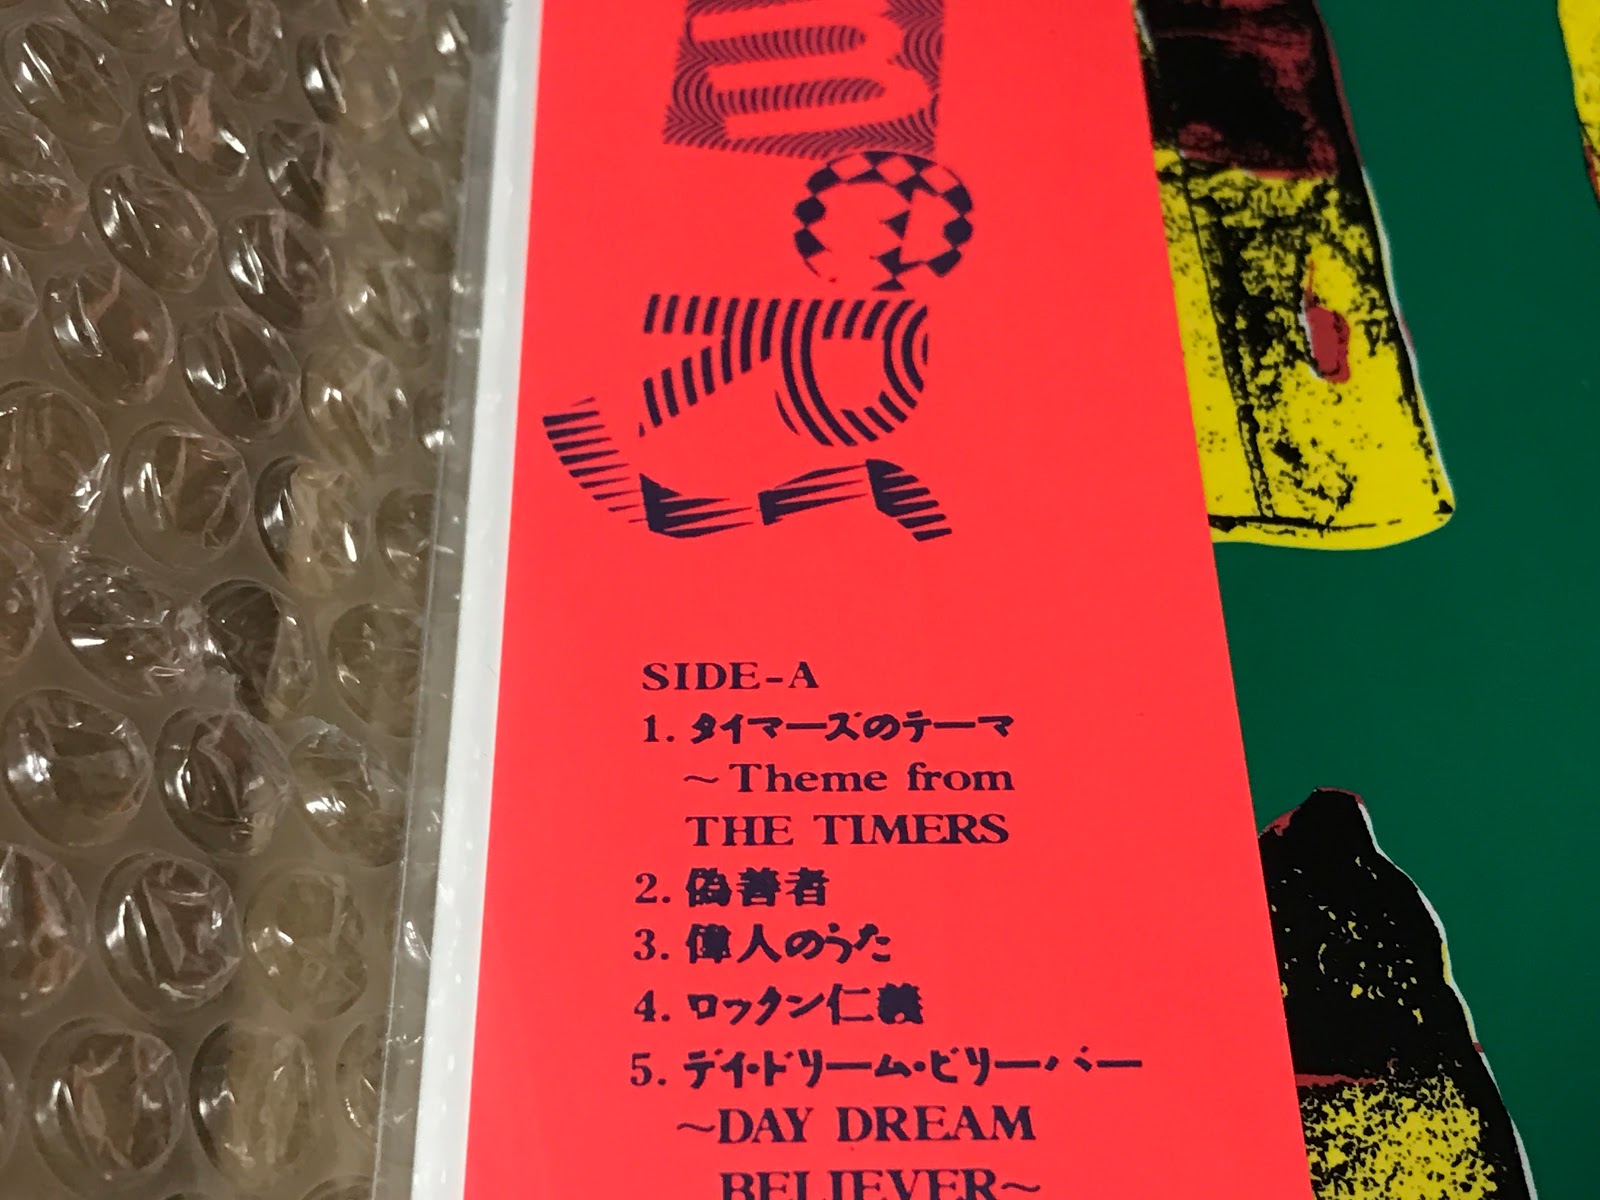 meRS
SIDE-A
1. タイマーズのテーマ
〜Theme from
THE TIMERS
2. 偽善者
3. 偉人のうた
4. ロックン仁義
5. デイ・ドリーム・ビリーバー
〜DAY DREAM
BELIEVER〜